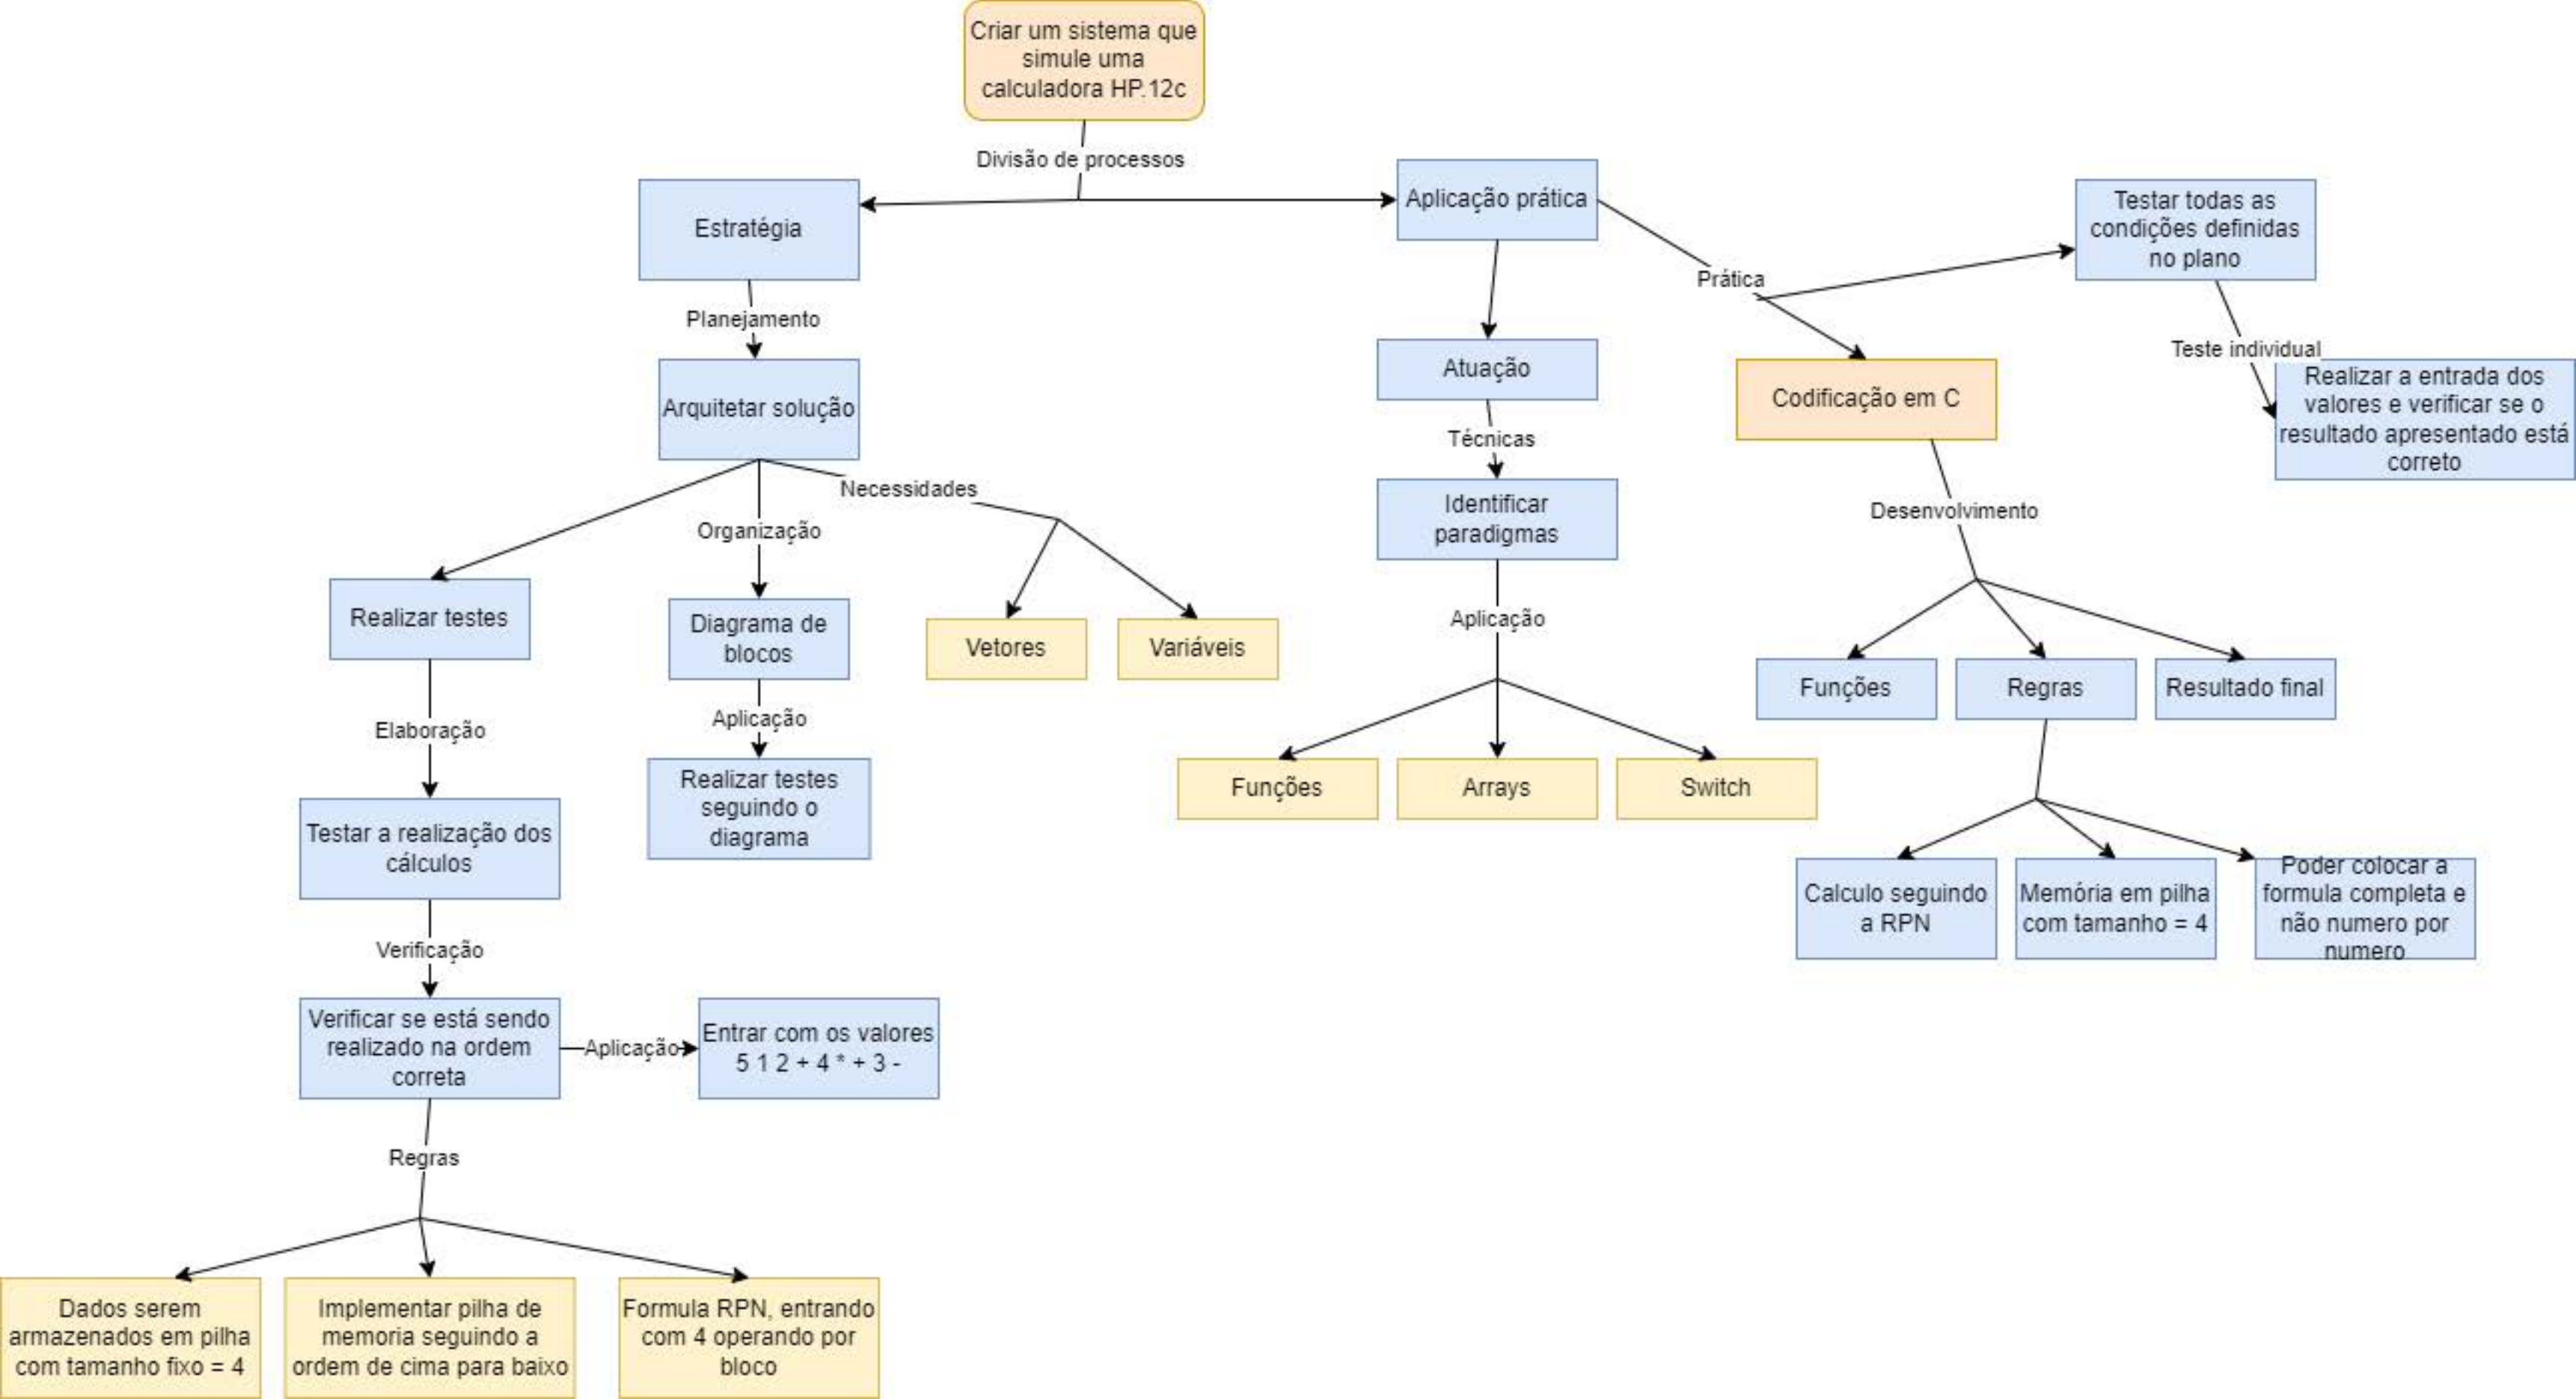 Criar um sistema que
simule uma
calculadora HP.12c
Divisão de processos
Estratégia
Aplicação prática
Testar todas as
condições definidas
no plano
Prática
Planejamento
Teste individual
Arquitetar solução
Atuação
Codificação em C
Realizar a entrada dos
valores e verificar se o
resultado apresentado está
correto
Técnicas
Necessidades
Organização
Identificar
paradigmas
Desenvolvimento
Realizar testes
Diagrama de
blocos
Vetores
Variáveis
Aplicação
Funções
Regras
Resultado final
Elaboração
Aplicação
Realizar testes
seguindo o
diagrama
Funções
Arrays
Switch
Testar a realização dos
cálculos
Calculo seguindo
a RPN
Memória em pilha
com tamanho = 4
Poder colocar a
formula completa e
não numero por
numero
Verificação
Verificar se está sendo
realizado na ordem
correta
Aplicação
Entrar com os valores
5 1 2 + 4 * + 3 -
Regras
Dados serem
armazenados em pilha
com tamanho fixo = 4
Implementar pilha de
memoria seguindo a
ordem de cima para baixo
Formula RPN, entrando
com 4 operando por
bloco